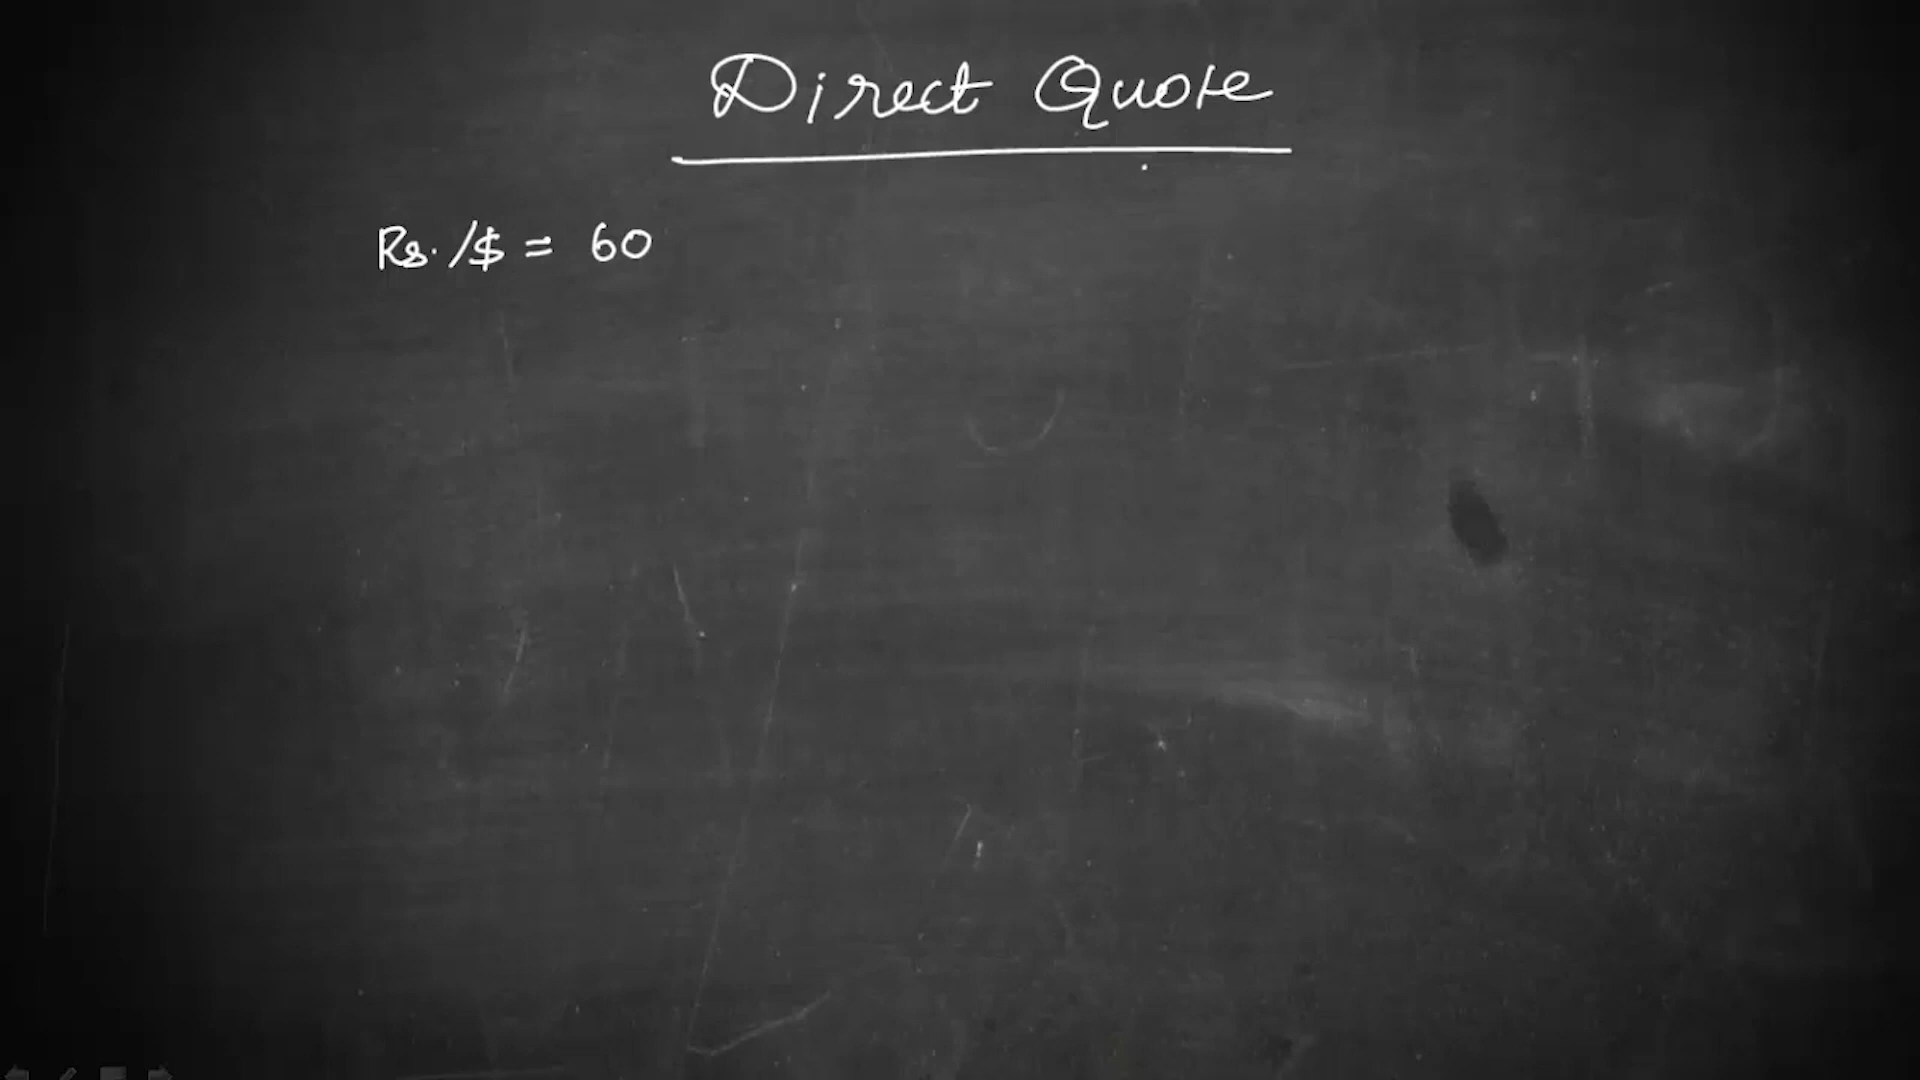 Direct Quote
Rs. /$ = 60